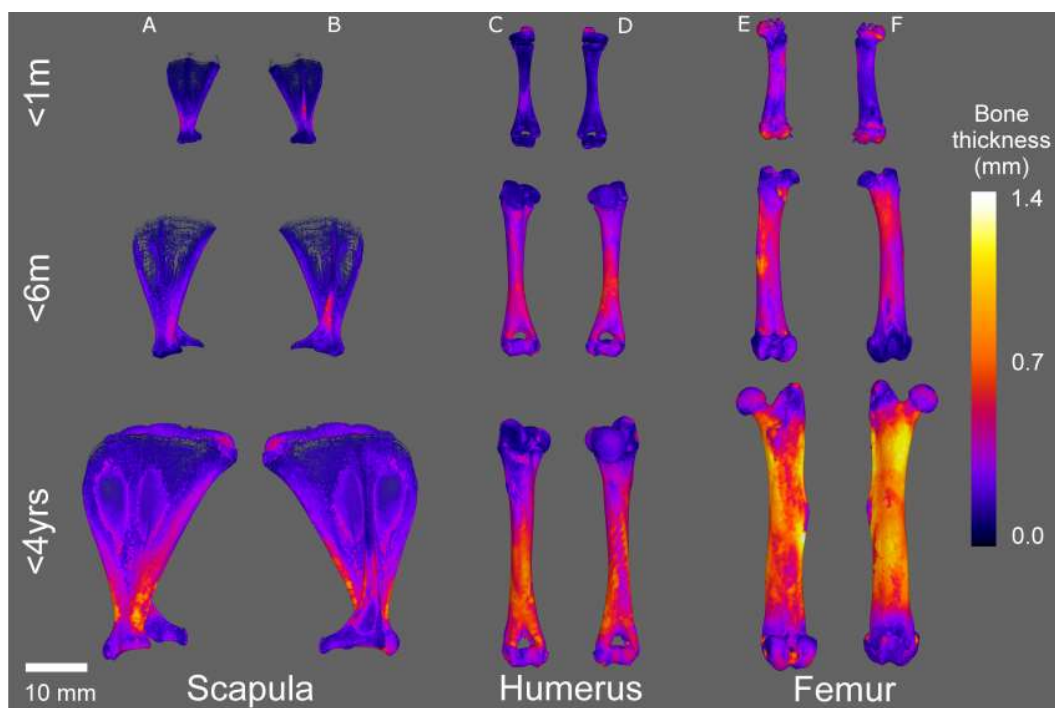 A B C D E F
<1m
<6m
<4yrs
Bone
thickness
(mm)
1.4
0.7
0.0
10 mm
Scapula
Humerus
Femur